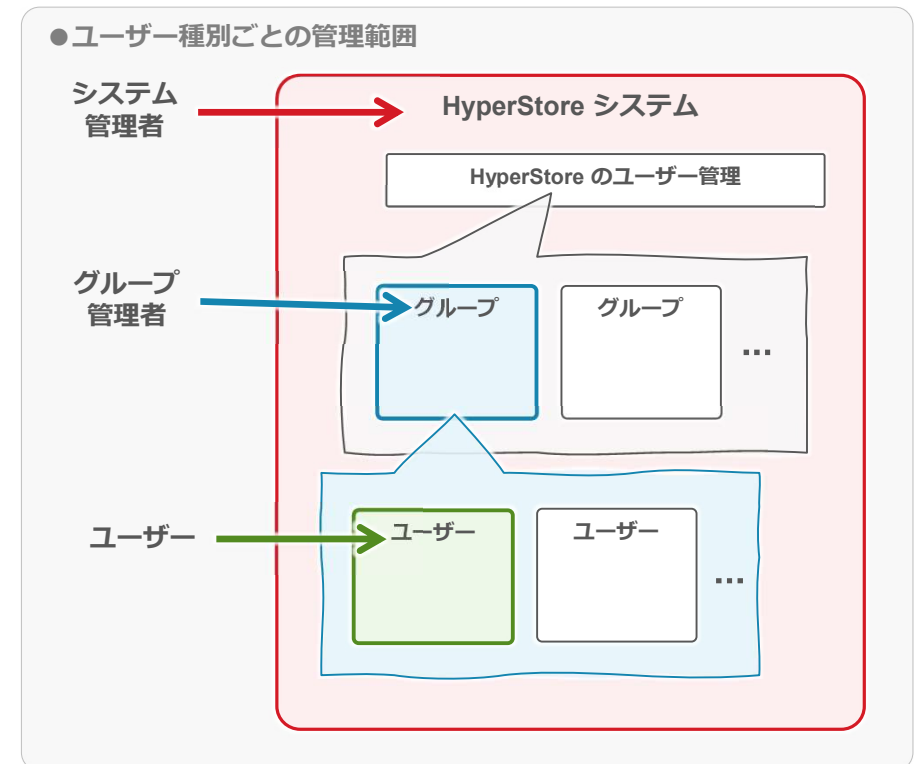 ●ユーザー種別ごとの管理範囲
システム
管理者
HyperStore システム
HyperStore のユーザー管理
グループ
管理者
グループ
グループ
...
ユーザー
ユーザー
ユーザー
...